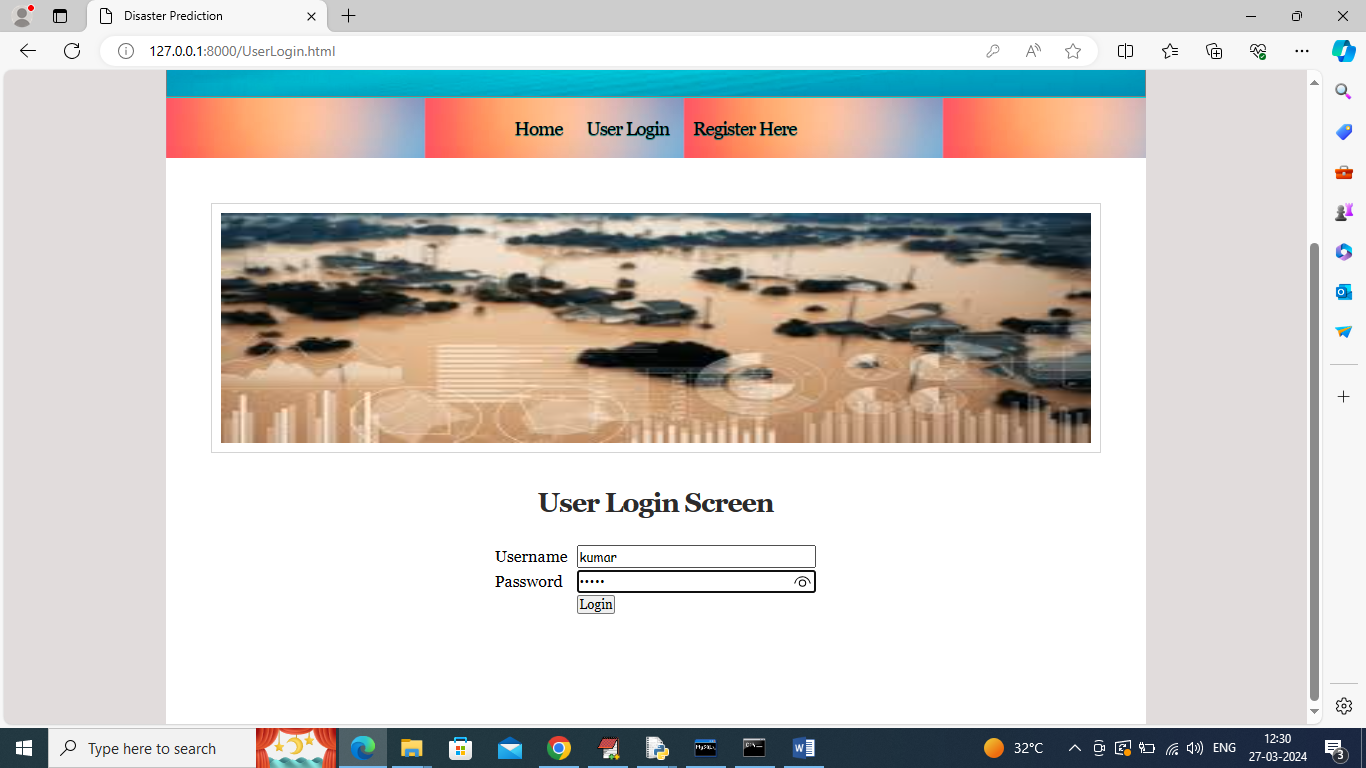 Disaster Prediction
127.0.0.1:8000/UserLogin.html
Home User Login Register Here
User Login Screen
Username kumar
Password •••••
Login
Type here to search
32°C ENG 12:30
27-03-2024 3